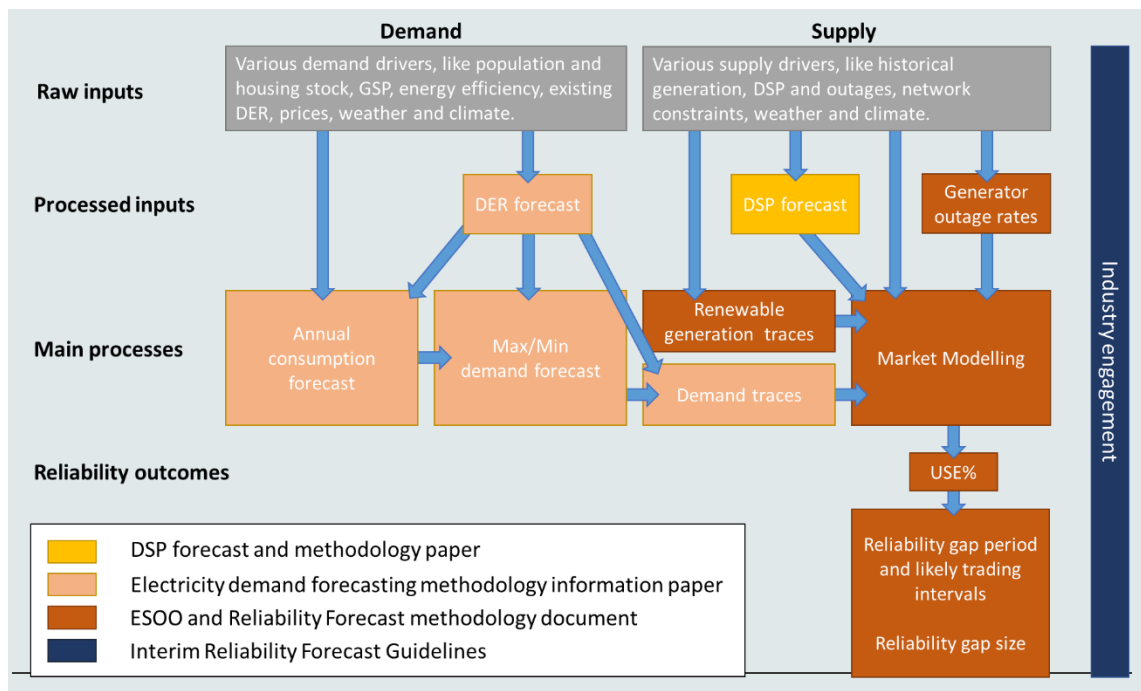 Demand
Supply
Raw inputs
Various demand drivers, like population and
housing stock, GSP, energy efficiency, existing
DER, prices, weather and climate.
Various supply drivers, like historical
generation, DSP and outages, network
constraints, weather and climate.
Processed inputs
DER forecast
DSP forecast
Generator
outage rates
Main processes
Annual
consumption
forecast
Max/Min
demand forecast
Renewable
generation traces
Demand traces
Market Modelling
Industry engagement
Reliability outcomes
USE%
Reliability gap period
and likely trading
intervals
Reliability gap size
DSP forecast and methodology paper
Electricity demand forecasting methodology information paper
ESOO and Reliability Forecast methodology document
Interim Reliability Forecast Guidelines